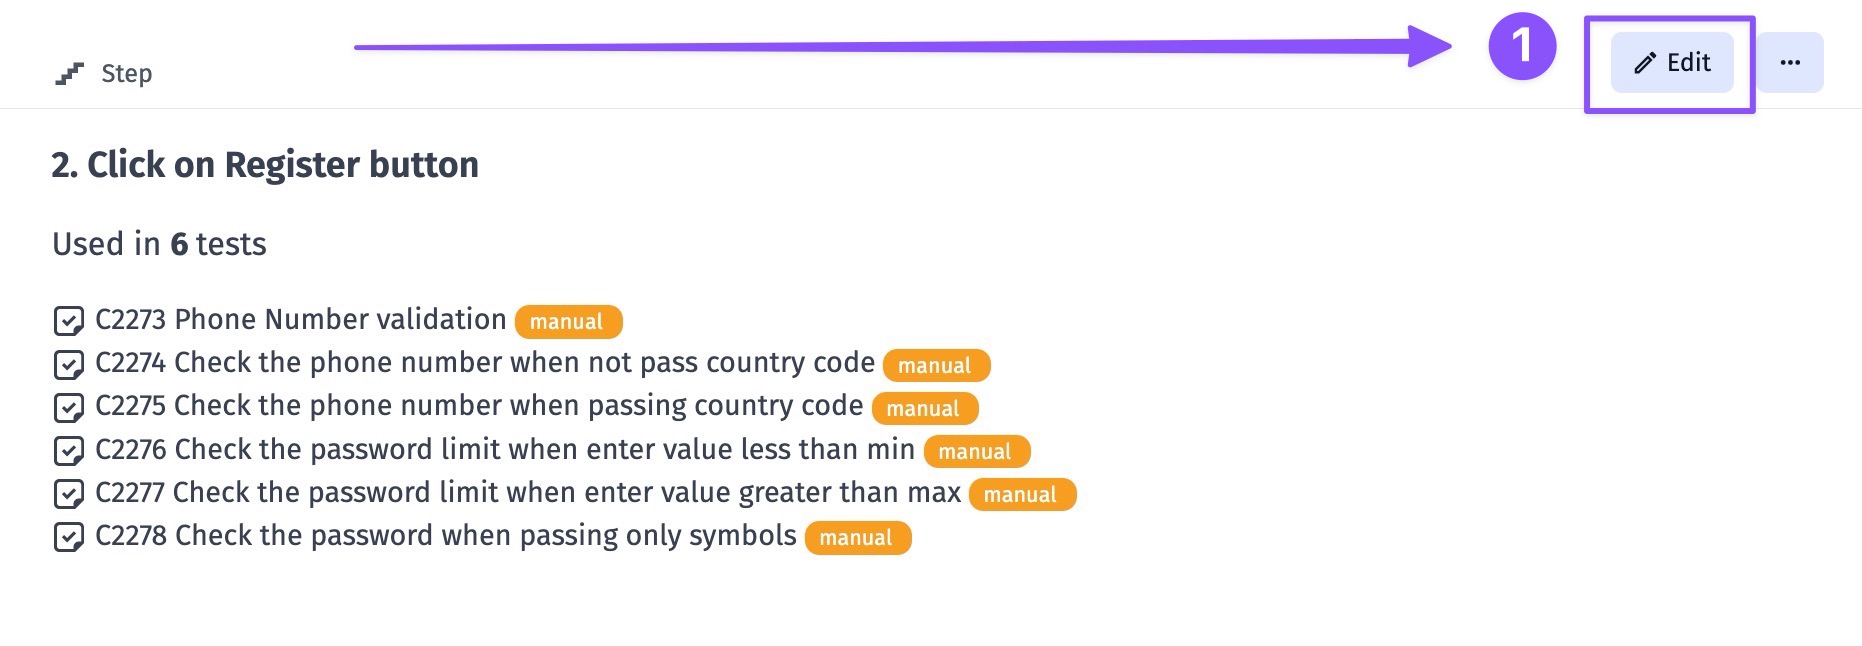 Step
1
Edit
2. Click on Register button
Used in 6 tests
C2273 Phone Number validation manual
C2274 Check the phone number when not pass country code manual
C2275 Check the phone number when passing country code manual
C2276 Check the password limit when enter value less than min manual
C2277 Check the password limit when enter value greater than max manual
C2278 Check the password when passing only symbols manual